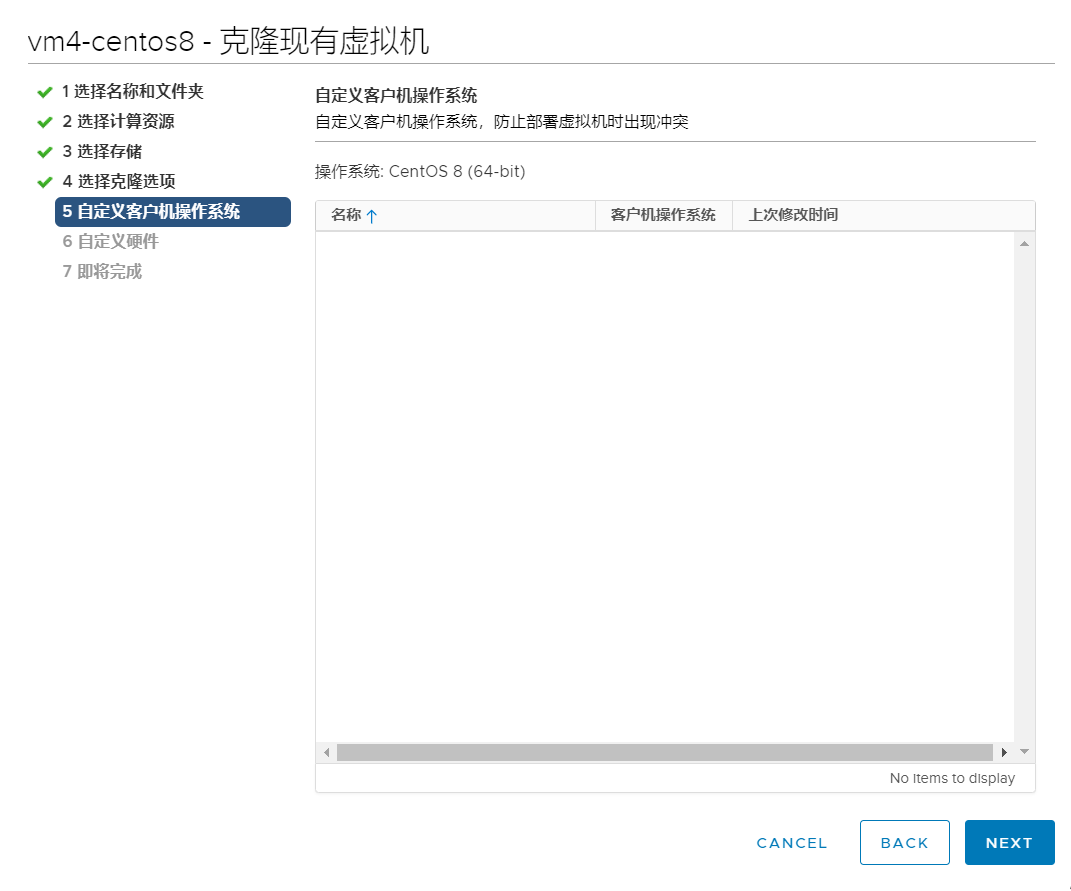 vm4-centos8 - 克隆现有虚拟机
1 选择名称和文件夹
2 选择计算资源
3 选择存储
4 选择克隆选项
5 自定义客户机操作系统
6 自定义硬件
7 即将完成
自定义客户机操作系统
自定义客户机操作系统，防止部署虚拟机时出现冲突
操作系统: CentOS 8 (64-bit)
名称 ↑ 客户机操作系统 上次修改时间
No items to display
CANCEL BACK NEXT